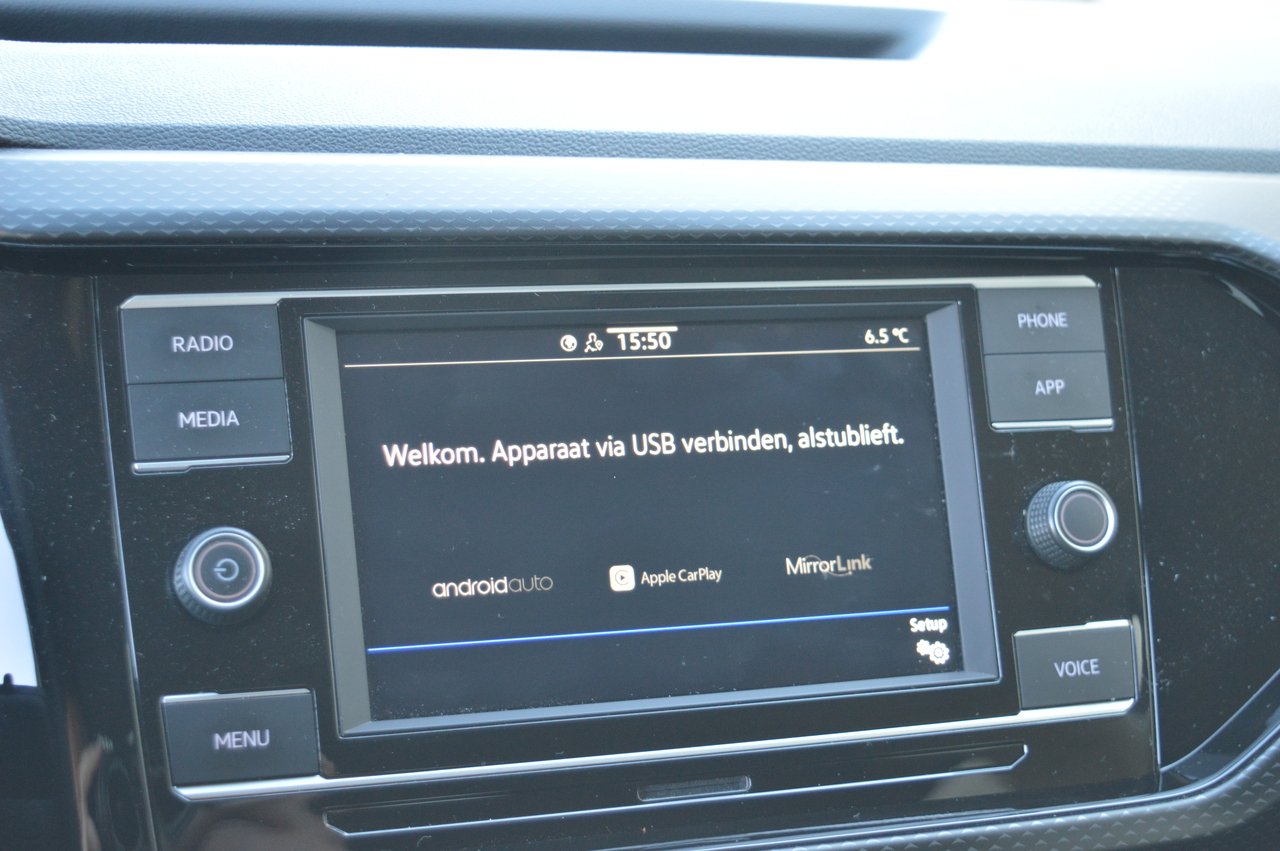 RADIO
MEDIA
MENU
15:50
6.5 °C
Welkom. Apparaat via USB verbinden, alstublieft.
androidauto
Apple CarPlay
MirrorLink
Setup
PHONE
APP
VOICE